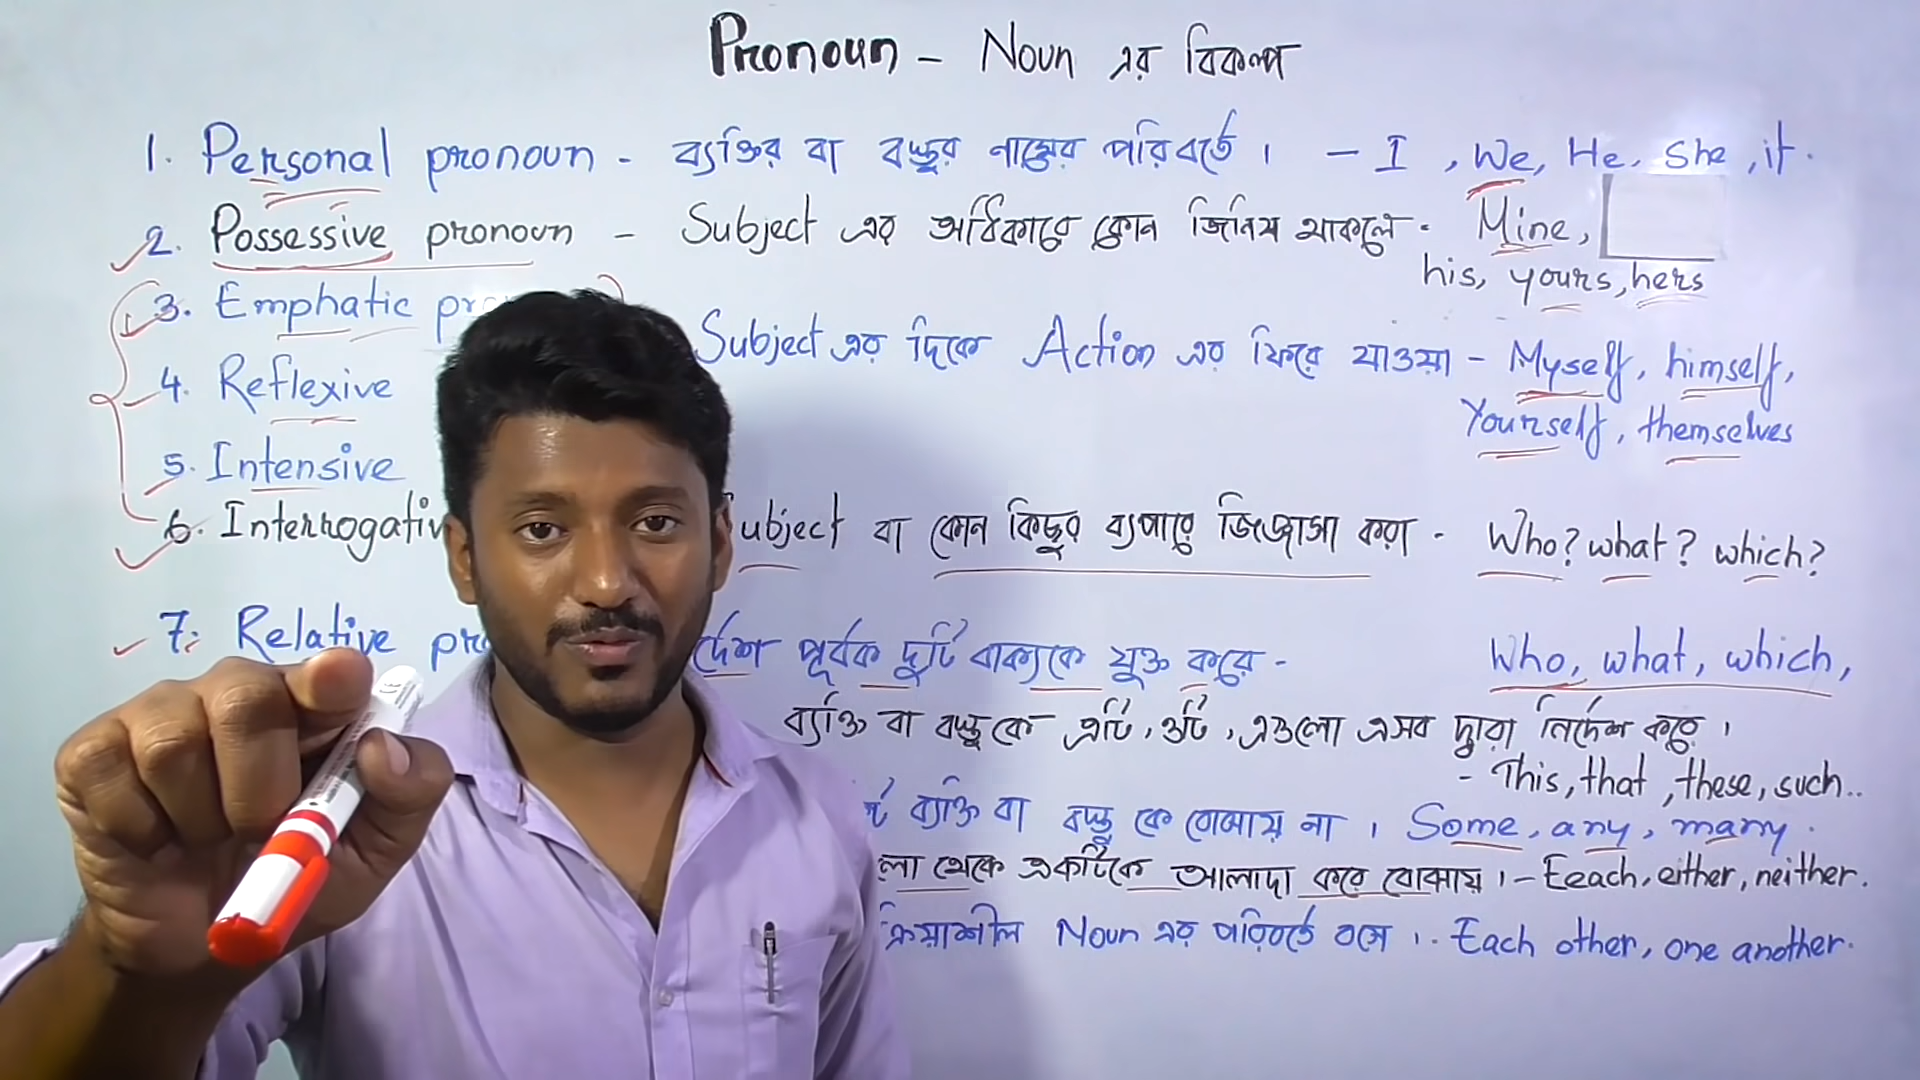 Pronoun - Noun এর বিকল্প
1. Personal pronoun - ব্যক্তির বা বস্তুর নামের পরিবর্তে । - I , We, He, She , it .
2. Possessive pronoun - Subject এর অধিকারে কোন জিনিষ থাকলে - Mine,
his, yours, hers
3. Emphatic pr
Subject এর দিকে Action এর ফিরে যাওয়া - Myself, himself,
4. Reflexive
Yourself, themselves
5. Intensive
6. Interrogativ ubject বা কোন কিছুর ব্যপারে জিজ্ঞাসা করা - Who? what? which?
7. Relative pro র্দেশ পূর্বক দুটি বাক্যকে যুক্ত করে - Who, what, which,
ব্যক্তি বা বস্তুকে এটি, ওটি, এগুলো এসব দ্বারা নির্দেশ করে ।
- This, that , these, such..
ব্যক্তি বা বস্তু কে বোঝায় না । Some, any, many .
লো থেকে একটিকে আলাদা করে বোঝায় । - Eeach, either, neither.
ক্রিয়াশীল Noun এর পরিবর্তে বসে । . Each other, one another.